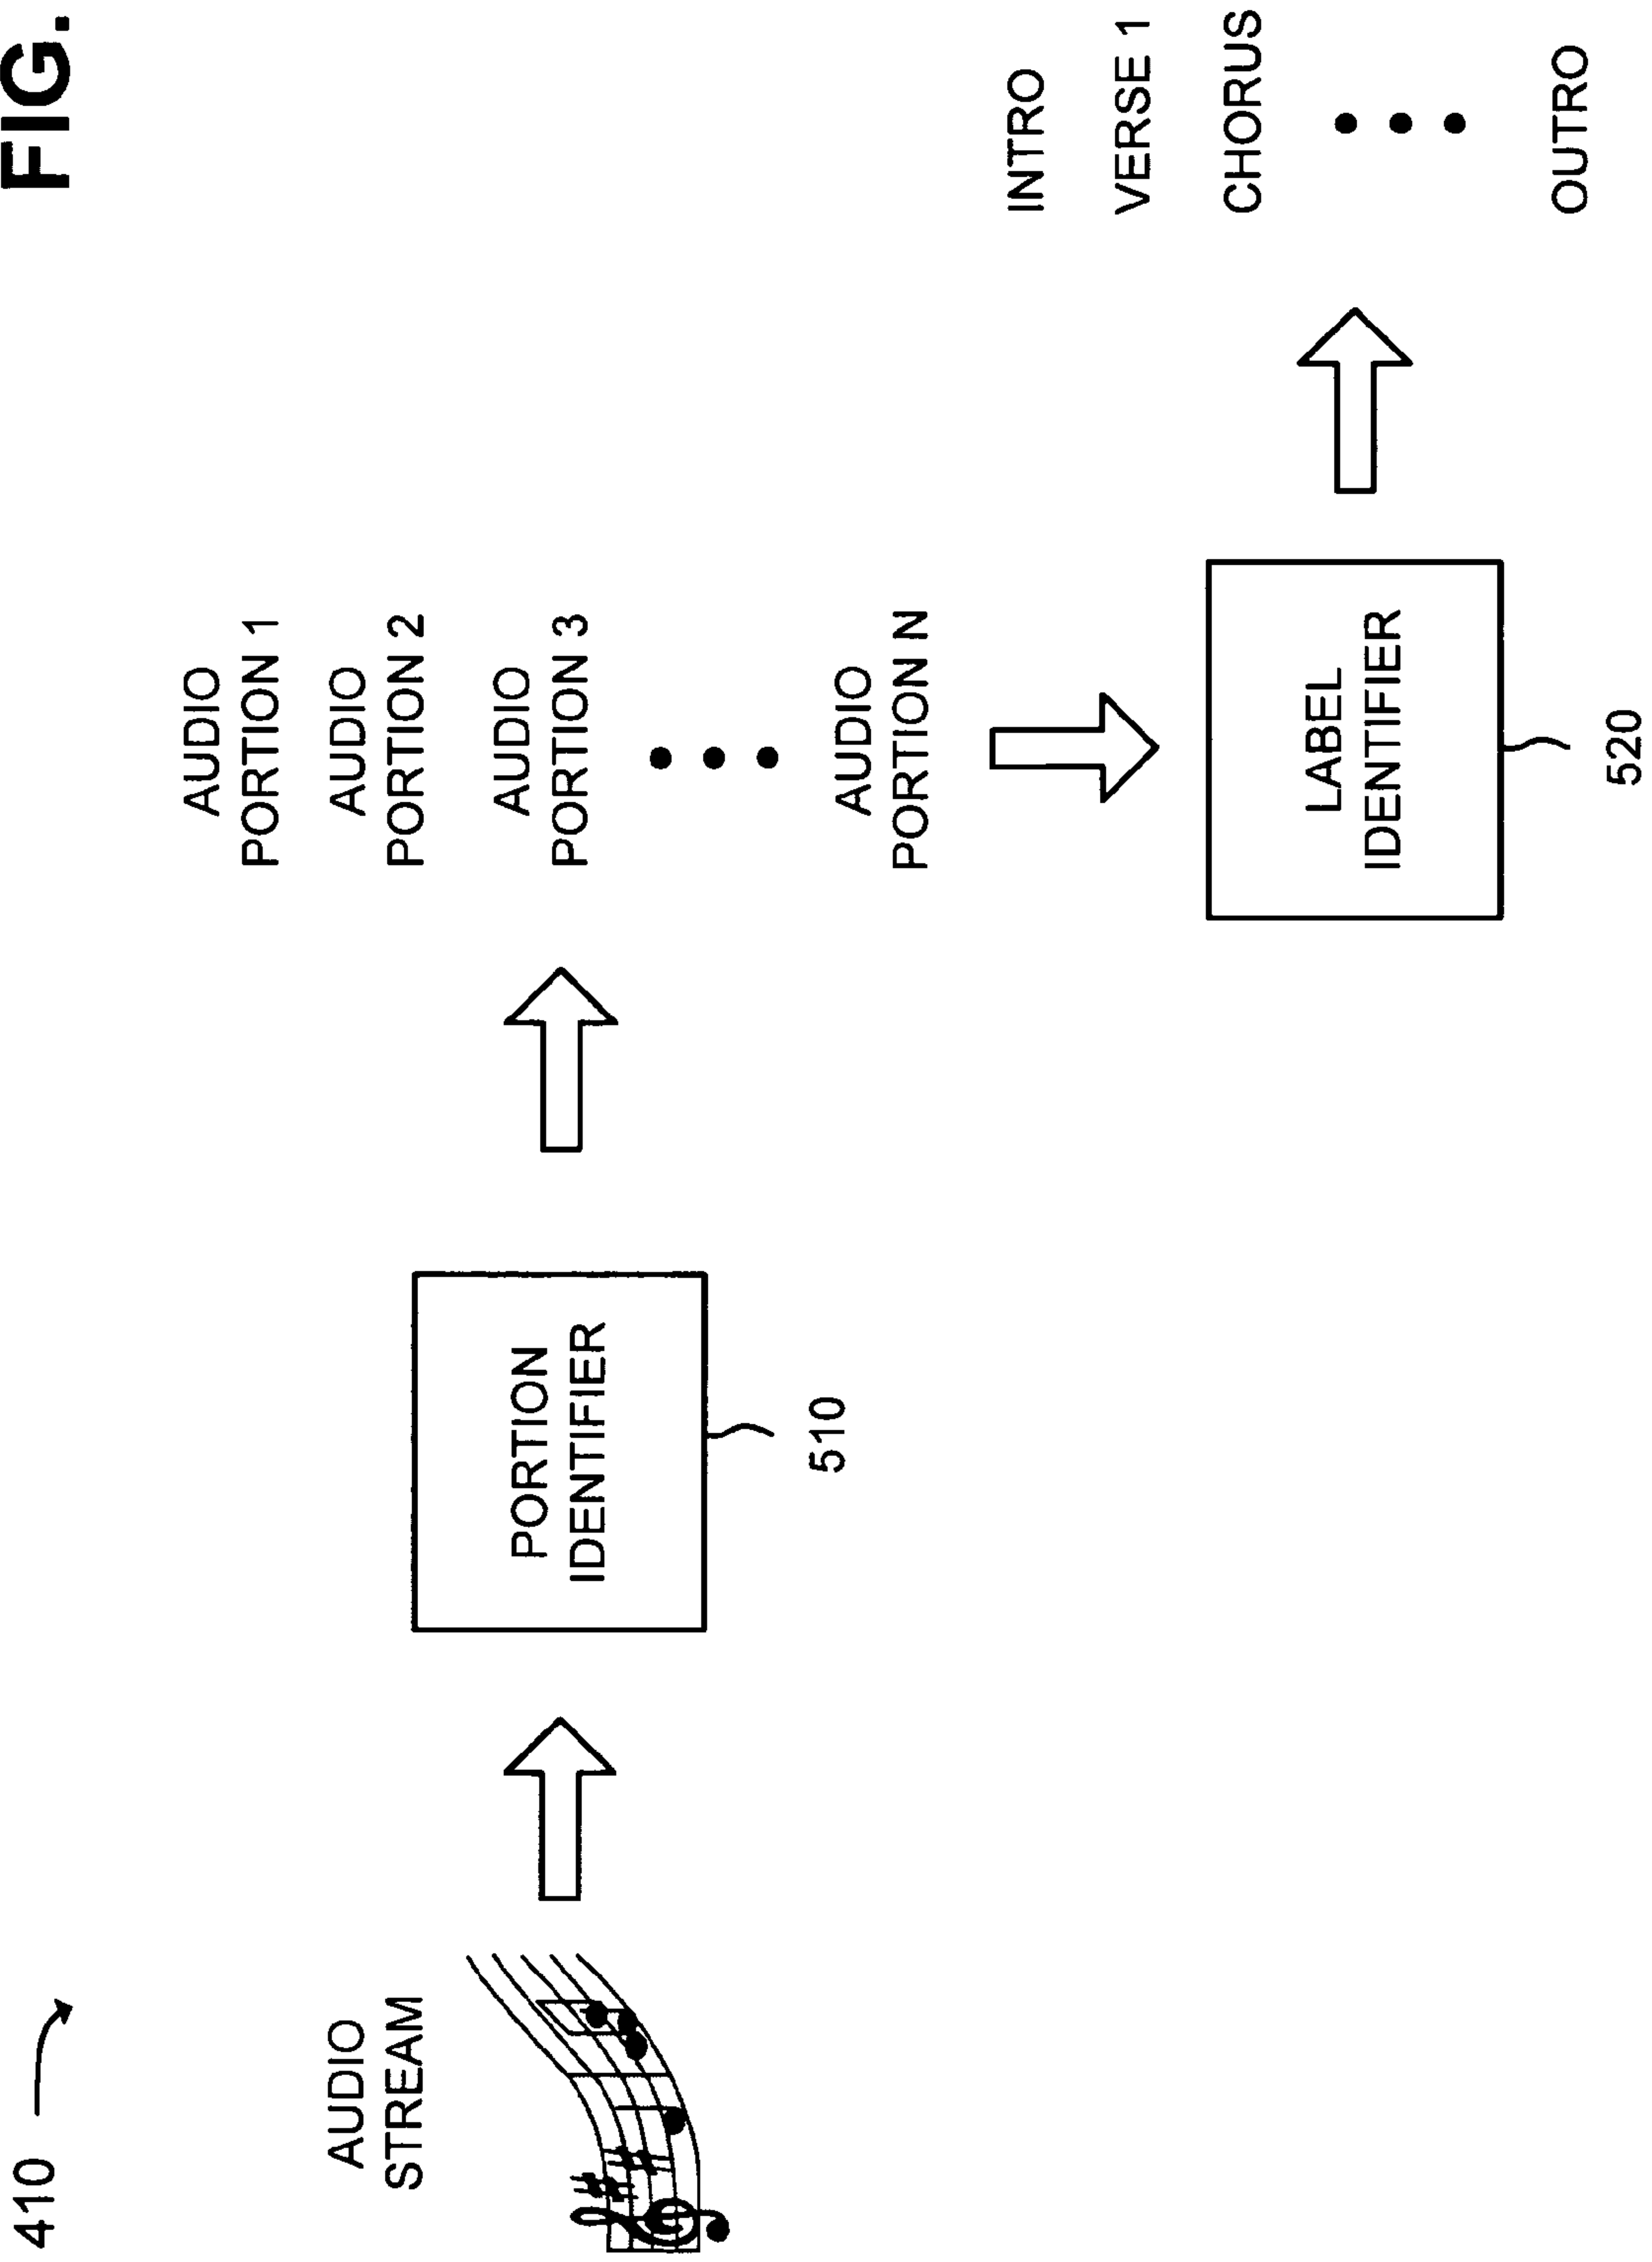 FIG.
410
AUDIO
STREAM
PORTION
IDENTIFIER
510
AUDIO
PORTION 1
AUDIO
PORTION 2
AUDIO
PORTION 3
AUDIO
PORTION N
LABEL
IDENTIFIER
520
INTRO
VERSE 1
CHORUS
OUTRO